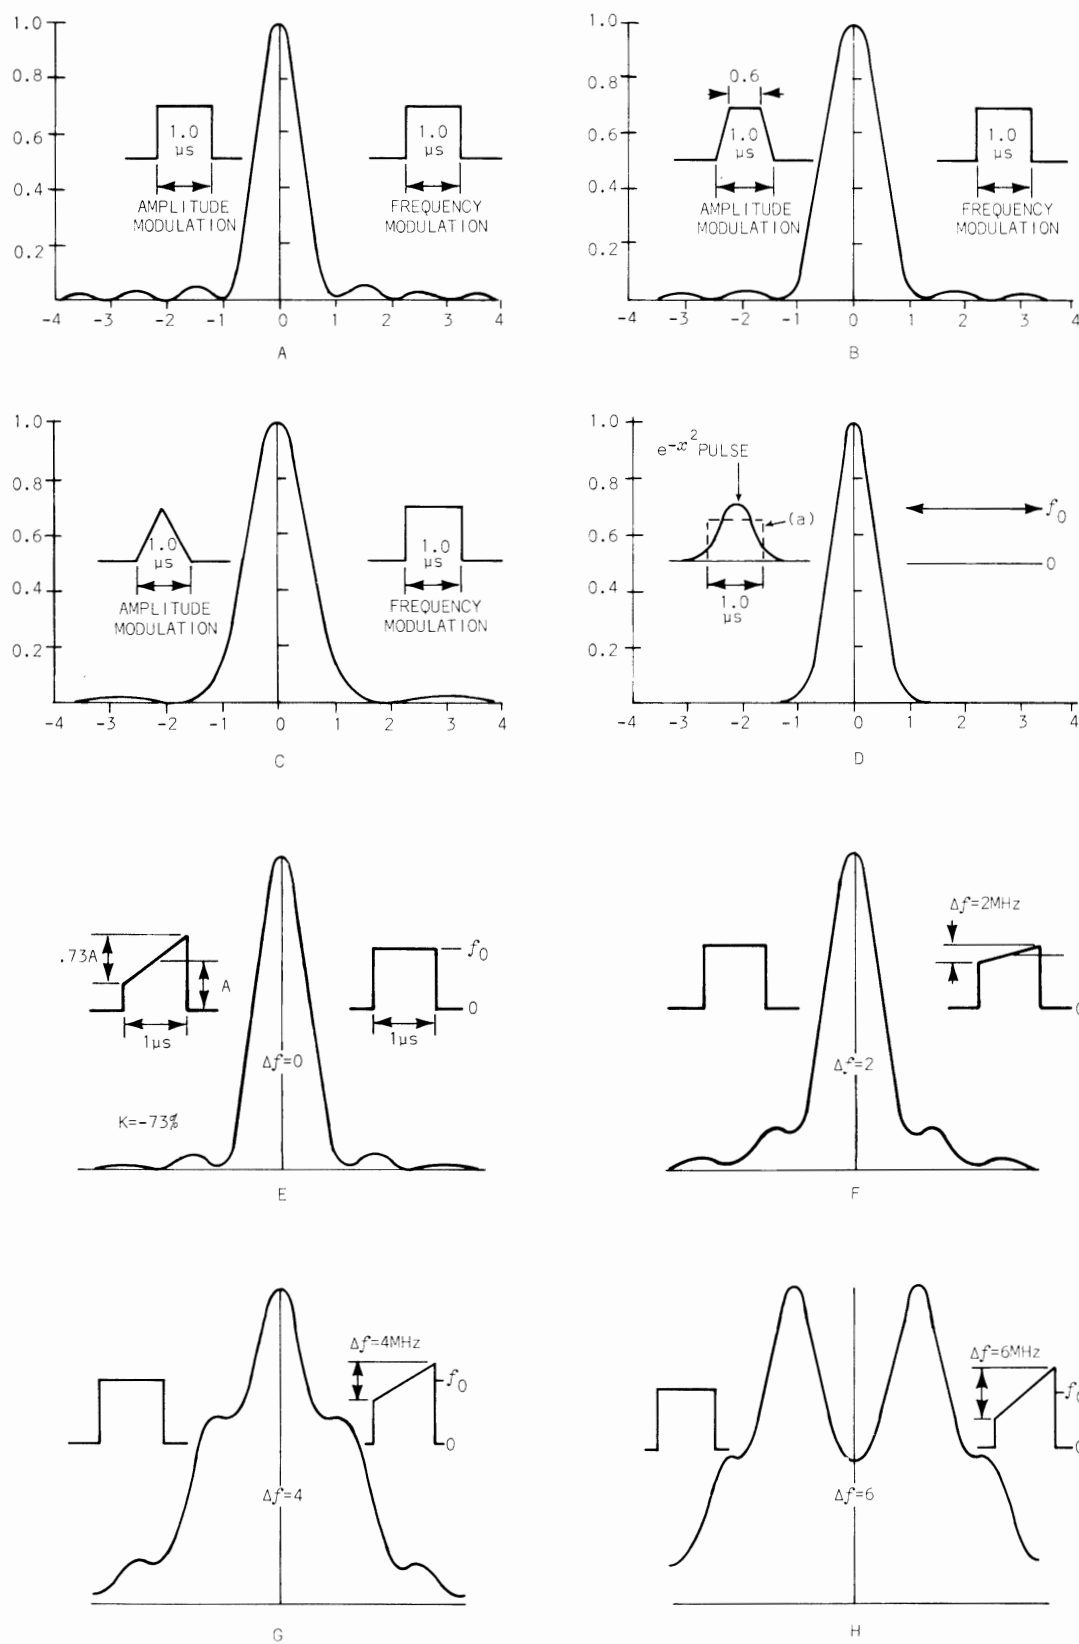 1.0
0.8
0.6
0.4
0.2
1.0
μs
AMPLITUDE
MODULATION
1.0
μs
FREQUENCY
MODULATION
-4 -3 -2 -1 0 1 2 3 4
A
1.0
0.8
0.6
0.4
0.2
0.6
1.0
μs
AMPLITUDE
MODULATION
1.0
μs
FREQUENCY
MODULATION
-4 -3 -2 -1 0 1 2 3 4
B
1.0
0.8
0.6
0.4
0.2
1.0
μs
AMPLITUDE
MODULATION
1.0
μs
FREQUENCY
MODULATION
-4 -3 -2 -1 0 1 2 3 4
C
1.0
0.8
0.6
0.4
0.2
e-x² PULSE
(a)
1.0
μs
f0
0
-4 -3 -2 -1 0 1 2 3 4
D
.73A
A
1μs
f0
0
1μs
Δf=0
K=-73%
E
Δf=2MHz
0
Δf=2
F
Δf=4MHz
f0
0
Δf=4
G
Δf=6MHz
f0
0
Δf=6
H